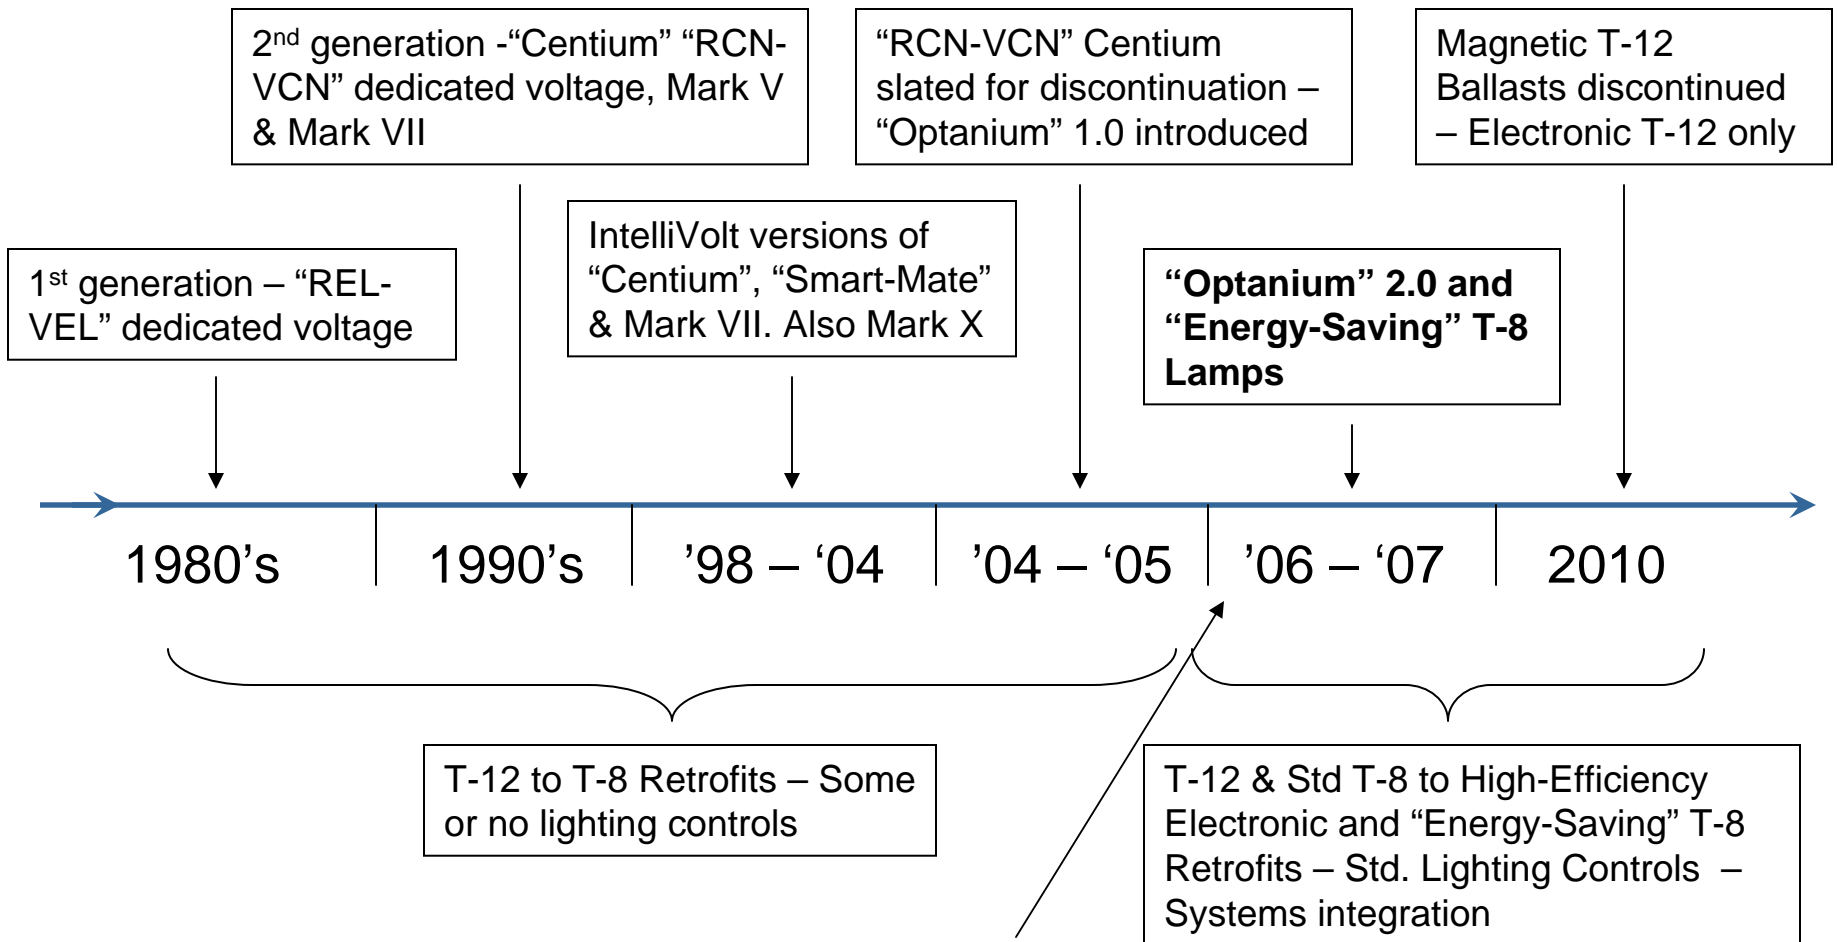 2nd generation -“Centium” “RCN-
VCN” dedicated voltage, Mark V
& Mark VII
“RCN-VCN” Centium
slated for discontinuation –
“Optanium” 1.0 introduced
Magnetic T-12
Ballasts discontinued
– Electronic T-12 only
1st generation – “REL-
VEL” dedicated voltage
IntelliVolt versions of
“Centium”, “Smart-Mate”
& Mark VII. Also Mark X
“Optanium” 2.0 and
“Energy-Saving” T-8
Lamps
1980’s
1990’s
’98 – ‘04
’04 – ‘05
’06 – ‘07
2010
T-12 to T-8 Retrofits – Some
or no lighting controls
T-12 & Std T-8 to High-Efficiency
Electronic and “Energy-Saving” T-8
Retrofits – Std. Lighting Controls –
Systems integration